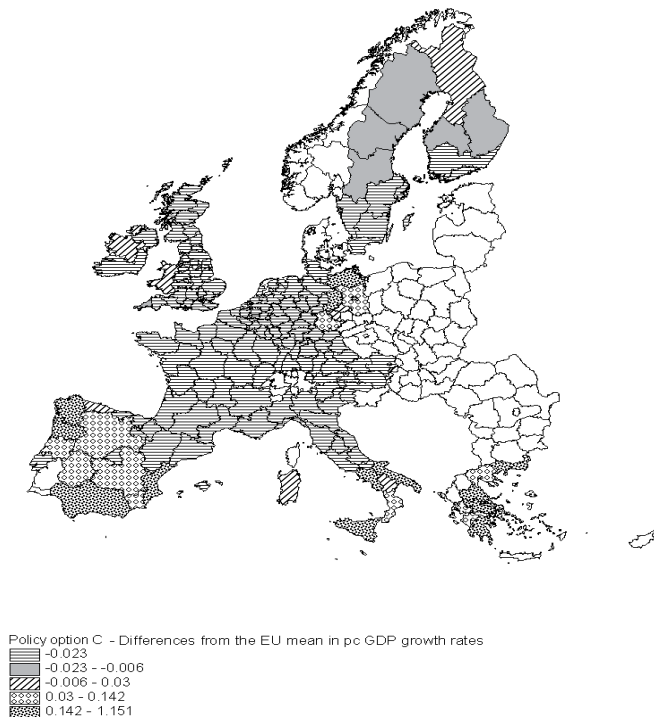 Policy option C - Differences from the EU mean in pc GDP growth rates
-0.023
-0.023 - -0.006
-0.006 - 0.03
0.03 - 0.142
0.142 - 1.151